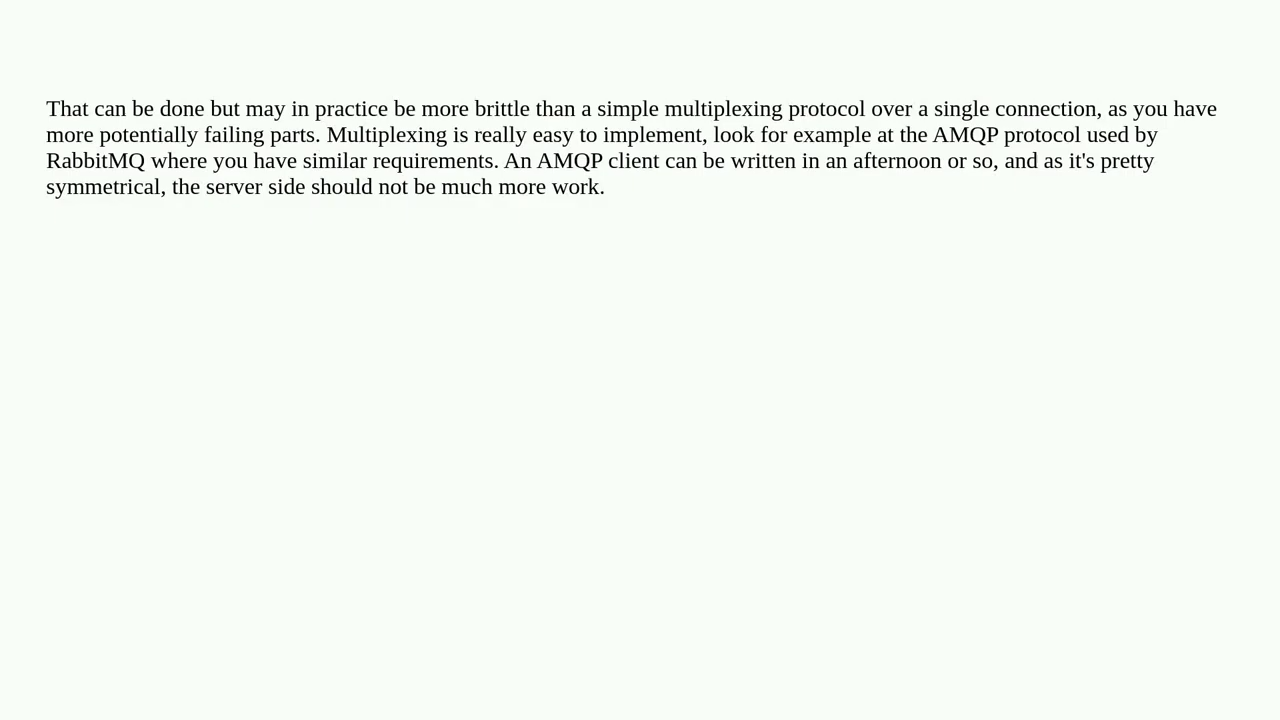 That can be done but may in practice be more brittle than a simple multiplexing protocol over a single connection, as you have
more potentially failing parts. Multiplexing is really easy to implement, look for example at the AMQP protocol used by
RabbitMQ where you have similar requirements. An AMQP client can be written in an afternoon or so, and as it's pretty
symmetrical, the server side should not be much more work.